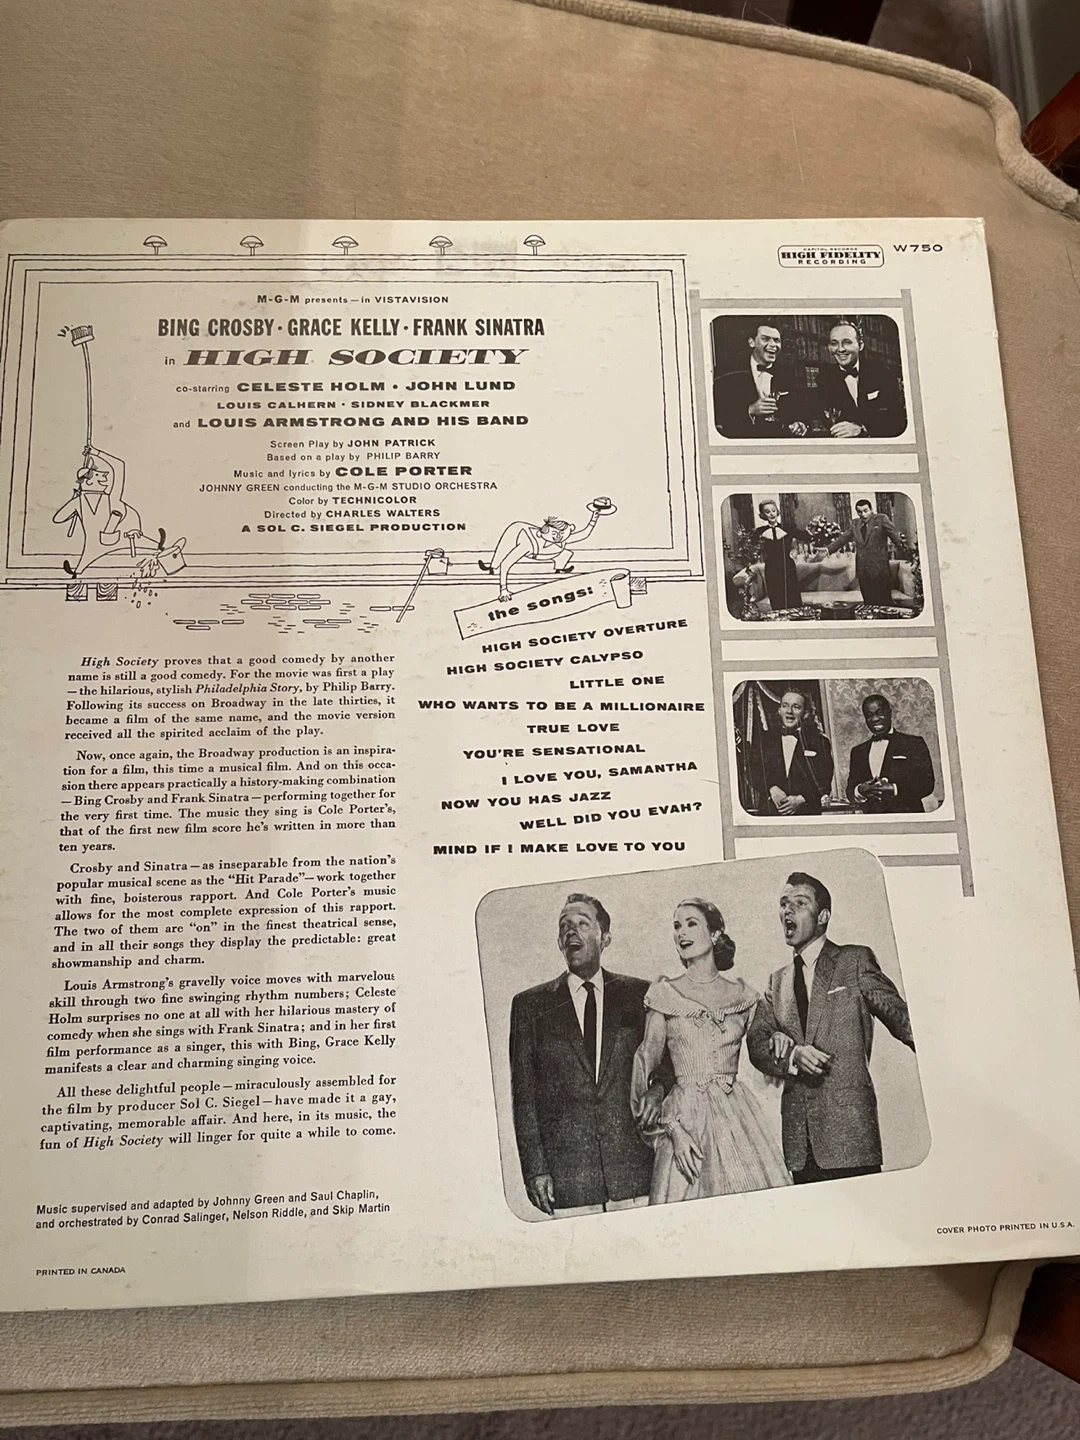 CAPITOL RECORDS
HIGH FIDELITY
RECORDING
W750
M-G-M presents — in VISTAVISION
BING CROSBY · GRACE KELLY · FRANK SINATRA
in HIGH SOCIETY
co-starring CELESTE HOLM • JOHN LUND
LOUIS CALHERN · SIDNEY BLACKMER
and LOUIS ARMSTRONG AND HIS BAND
Screen Play by JOHN PATRICK
Based on a play by PHILIP BARRY
Music and lyrics by COLE PORTER
JOHNNY GREEN conducting the M-G-M STUDIO ORCHESTRA
Color by TECHNICOLOR
Directed by CHARLES WALTERS
A SOL C. SIEGEL PRODUCTION
High Society proves that a good comedy by another
name is still a good comedy. For the movie was first a play
—the hilarious, stylish Philadelphia Story, by Philip Barry.
Following its success on Broadway in the late thirties, it
became a film of the same name, and the movie version
received all the spirited acclaim of the play.
Now, once again, the Broadway production is an inspira-
tion for a film, this time a musical film. And on this occa-
sion there appears practically a history-making combination
—Bing Crosby and Frank Sinatra—performing together for
the very first time. The music they sing is Cole Porter's,
that of the first new film score he's written in more than
ten years.
Crosby and Sinatra—as inseparable from the nation's
popular musical scene as the "Hit Parade"—work together
with fine, boisterous rapport. And Cole Porter's music
allows for the most complete expression of this rapport.
The two of them are "on" in the finest theatrical sense,
and in all their songs they display the predictable: great
showmanship and charm.
Louis Armstrong's gravelly voice moves with marvelous
skill through two fine swinging rhythm numbers; Celeste
Holm surprises no one at all with her hilarious mastery of
comedy when she sings with Frank Sinatra; and in her first
film performance as a singer, this with Bing, Grace Kelly
manifests a clear and charming singing voice.
All these delightful people—miraculously assembled for
the film by producer Sol C. Siegel—have made it a gay,
captivating, memorable affair. And here, in its music, the
fun of High Society will linger for quite a while to come.
Music supervised and adapted by Johnny Green and Saul Chaplin,
and orchestrated by Conrad Salinger, Nelson Riddle, and Skip Martin
PRINTED IN CANADA
the songs:
HIGH SOCIETY OVERTURE
HIGH SOCIETY CALYPSO
LITTLE ONE
WHO WANTS TO BE A MILLIONAIRE
TRUE LOVE
YOU'RE SENSATIONAL
I LOVE YOU, SAMANTHA
NOW YOU HAS JAZZ
WELL DID YOU EVAH?
MIND IF I MAKE LOVE TO YOU
COVER PHOTO PRINTED IN U.S.A.